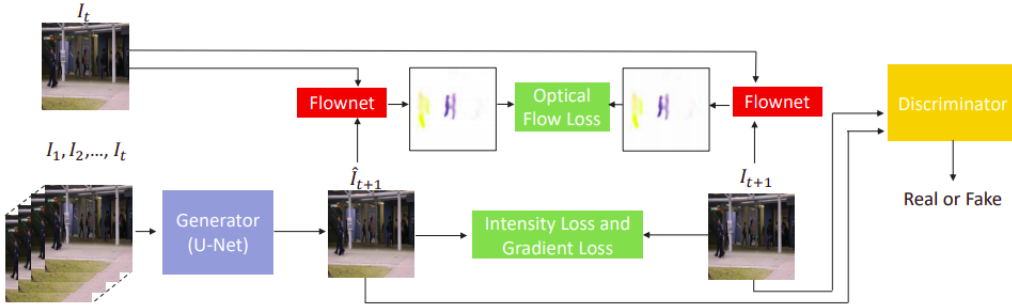 I_t
Flownet
Optical
Flow Loss
Flownet
Discriminator
I_1, I_2,..., I_t
Î_{t+1}
I_{t+1}
Real or Fake
Generator
(U-Net)
Intensity Loss and
Gradient Loss